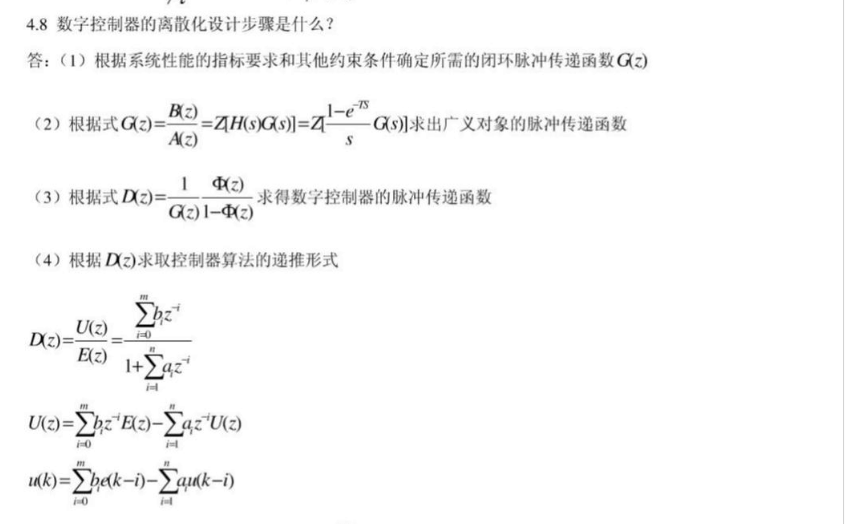 4.8 数字控制器的离散化设计步骤是什么?
答:(1)根据系统性能的指标要求和其他约束条件确定所需的闭环脉冲传递函数G(z)
(2)根据式G(z)=B(z)/A(z)=Z[H(s)G(s)]=Z[(1−e^{-TS})/s G(s)]求出广义对象的脉冲传递函数
(3)根据式D(z)=1/G(z) Φ(z)/(1−Φ(z))求得数字控制器的脉冲传递函数
(4)根据D(z)求取控制器算法的递推形式
D(z)=U(z)/E(z)=∑_{i=0}^{m} b_i z^{-i}/(1+∑_{i=1}^{n} a_i z^{-i})
U(z)=∑_{i=0}^{m} b_i z^{-i}E(z)−∑_{i=1}^{n} a_i z^{-i}U(z)
u(k)=∑_{i=0}^{m} b_i e(k−i)−∑_{i=1}^{n} a_i u(k−i)